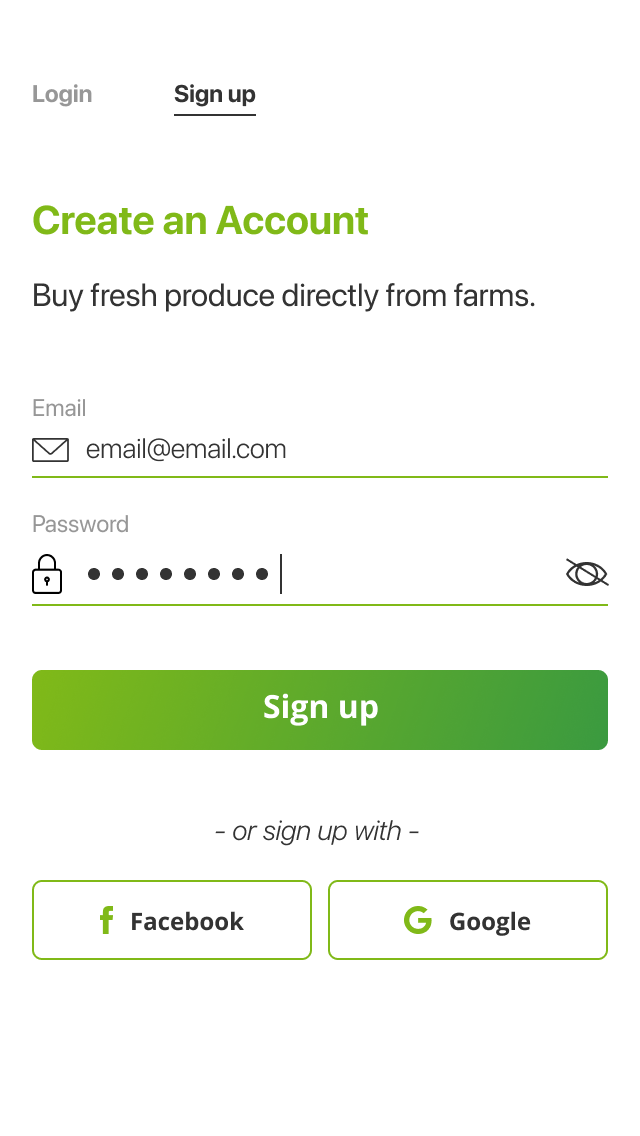 Login Sign up
Create an Account
Buy fresh produce directly from farms.
Email
email@email.com
Password
Sign up
- or sign up with -
Facebook Google